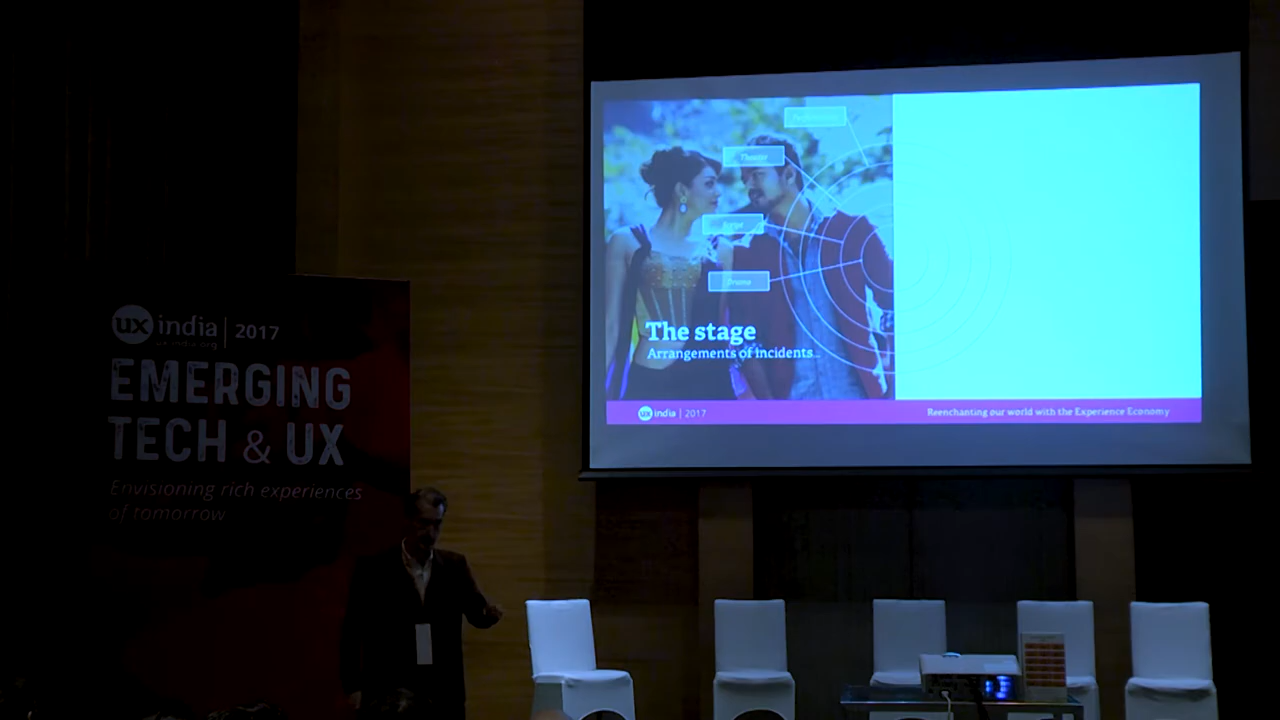 ux india | 2017
EMERGING
TECH & UX
Envisioning rich experiences
of tomorrow
Theater
Script
Drama
The stage
Arrangements of incidents
ux india | 2017
Reenchanting our world with the Experience Economy